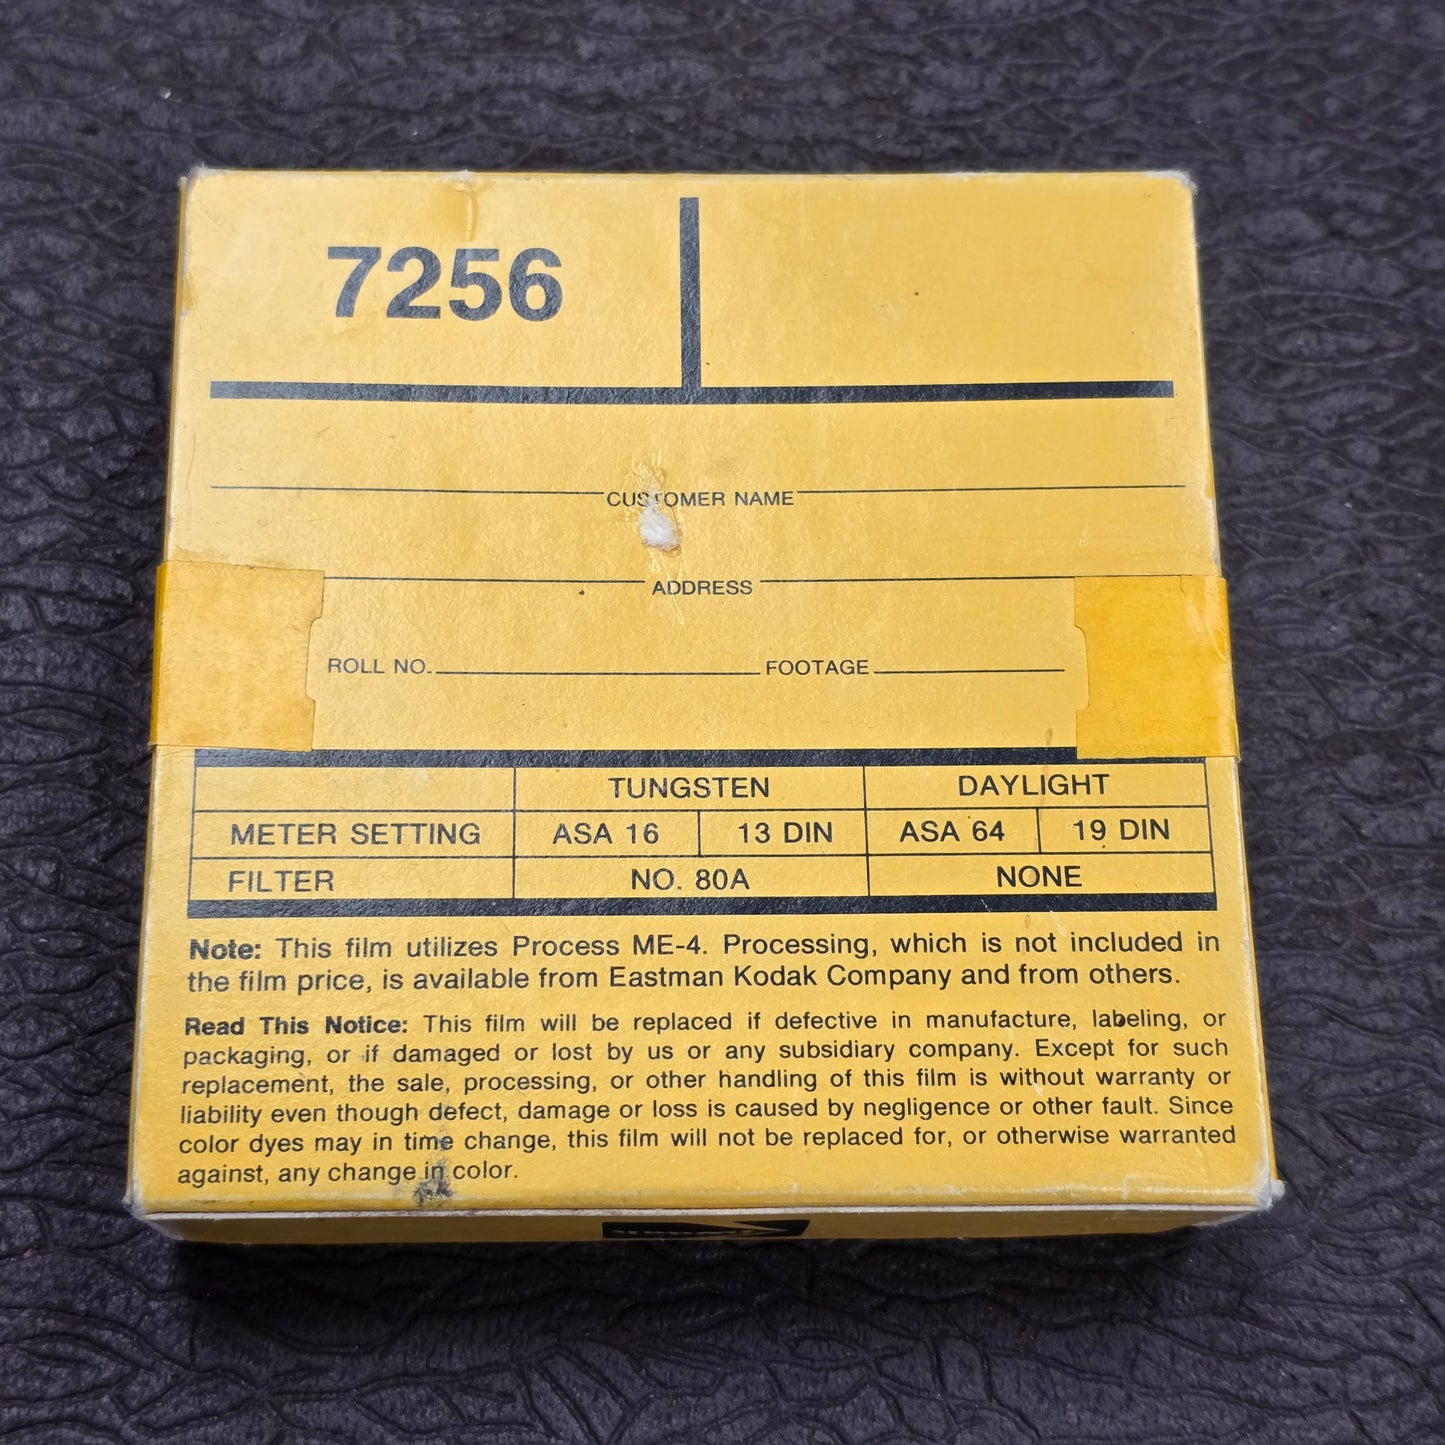 7256
CUSTOMER NAME
ADDRESS
ROLL NO. FOOTAGE
TUNGSTEN DAYLIGHT
METER SETTING ASA 16 13 DIN ASA 64 19 DIN
FILTER NO. 80A NONE
Note: This film utilizes Process ME-4. Processing, which is not included in
the film price, is available from Eastman Kodak Company and from others.
Read This Notice: This film will be replaced if defective in manufacture, labeling, or
packaging, or if damaged or lost by us or any subsidiary company. Except for such
replacement, the sale, processing, or other handling of this film is without warranty or
liability even though defect, damage or loss is caused by negligence or other fault. Since
color dyes may in time change, this film will not be replaced for, or otherwise warranted
against, any change in color.